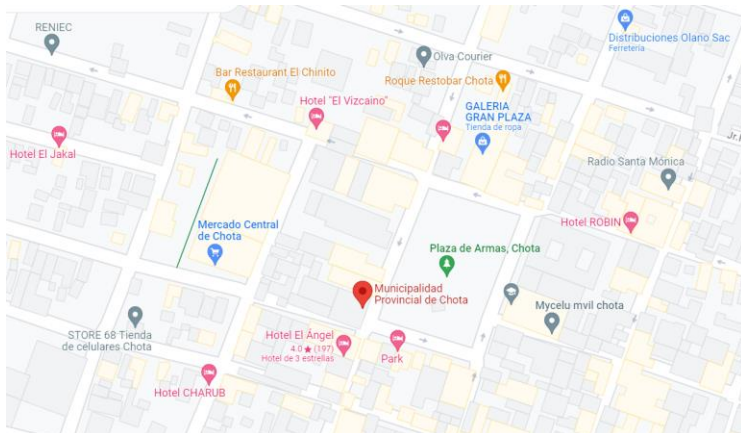 RENIEC
Olva Courier
Distribuciones Olano Sac
Ferretería
Bar Restaurant El Chinito
Roque Restobar Chota
Hotel "El Vizcaino"
GALERIA
GRAN PLAZA
Tienda de ropa
Jr.
Hotel El Jakal
Radio Santa Mónica
Hotel ROBIN
Mercado Central
de Chota
Plaza de Armas, Chota
Municipalidad
Provincial de Chota
Mycelu mvil chota
STORE 68 Tienda
de célulares Chota
Hotel El Ángel
4.0 ★ (197)
Hotel de 3 estrellas
Park
Hotel CHARUB